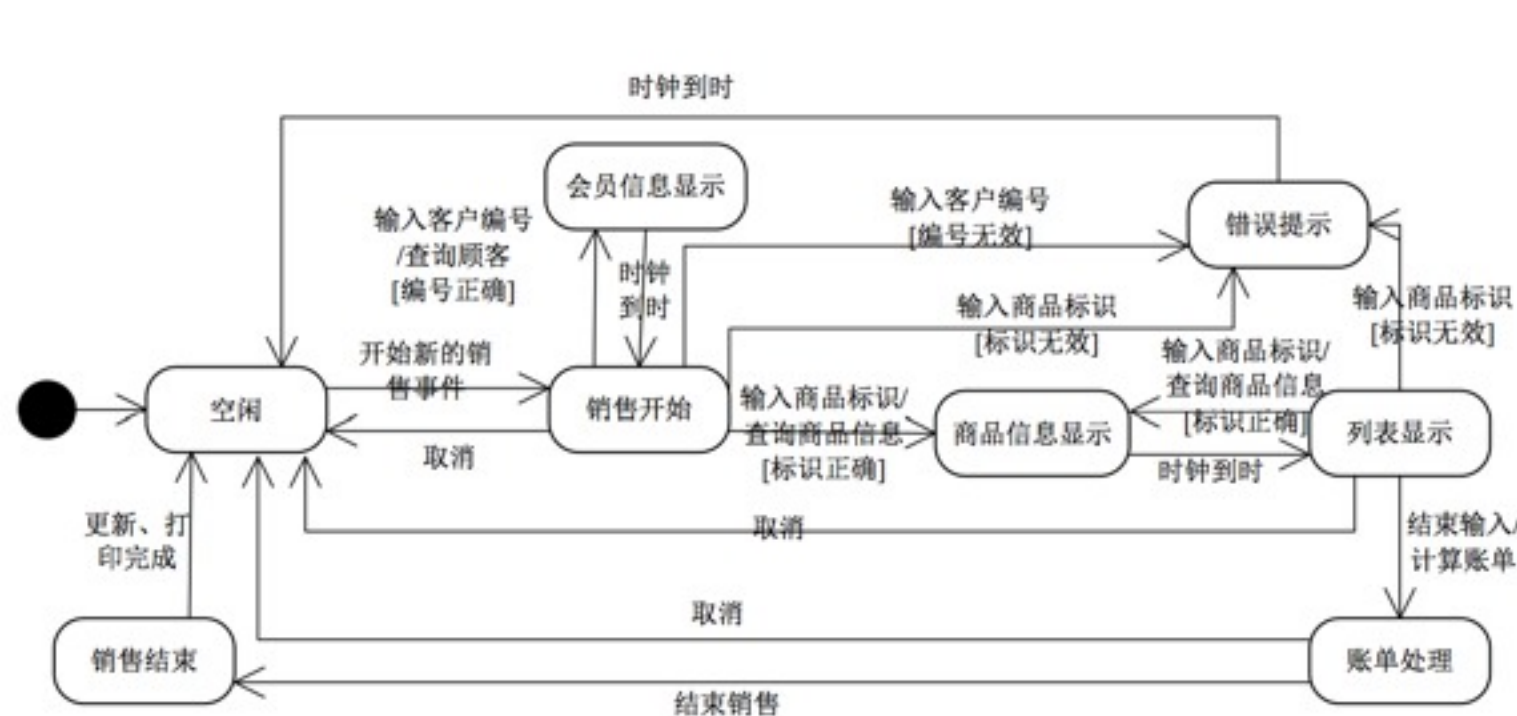 时钟到时
会员信息显示
输入客户编号
/查询顾客
[编号正确]
时钟
到时
输入客户编号
[编号无效]
错误提示
输入商品标识
[标识无效]
输入商品标识
[标识无效]
开始新的销
售事件
空闲
取消
销售开始
输入商品标识/
查询商品信息
[标识正确]
商品信息显示
输入商品标识/
查询商品信息
[标识正确]
时钟到时
列表显示
取消
更新、打
印完成
结束输入/
计算账单
取消
销售结束
账单处理
结束销售